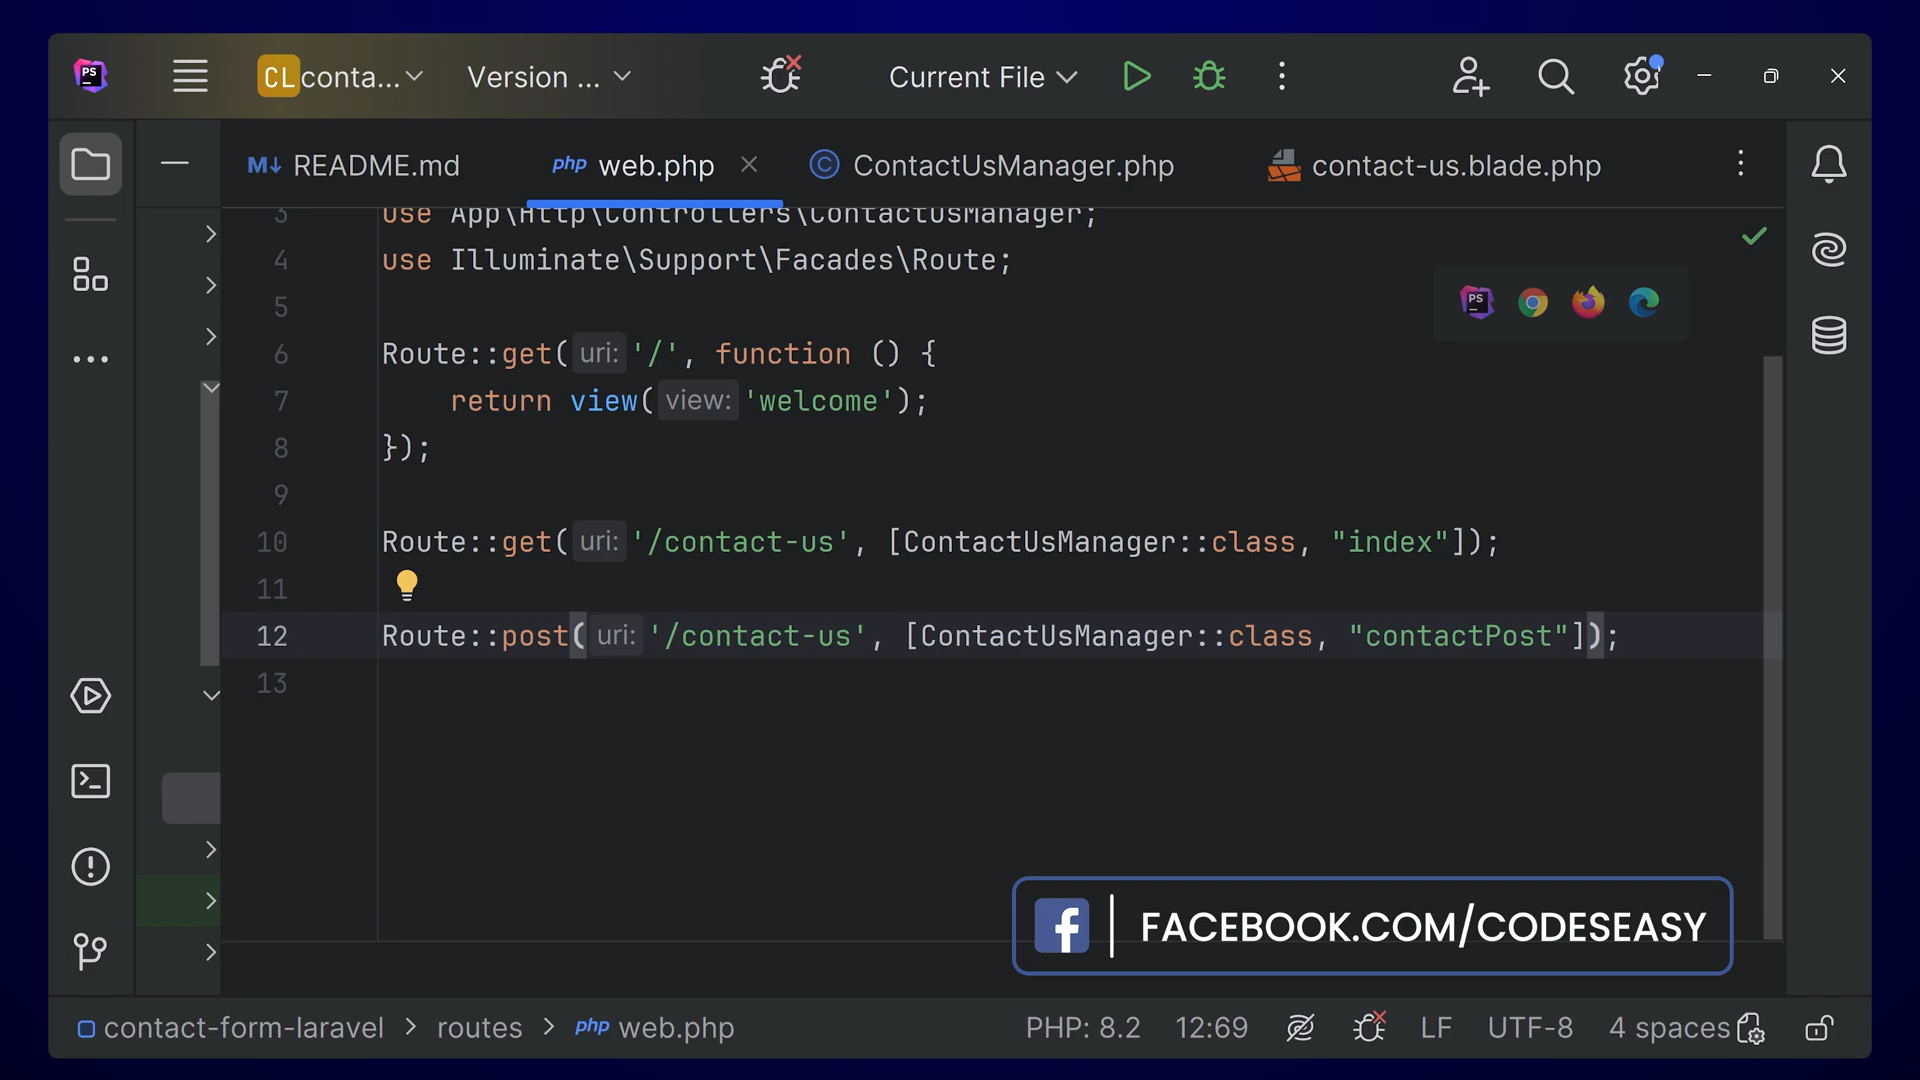 PS
CL conta...
Version ...
Current File
M↓ README.md
php web.php
C ContactUsManager.php
contact-us.blade.php
3 use App\Http\Controllers\ContactUsManager;
4 use Illuminate\Support\Facades\Route;
5
PS
6 Route::get( uri: '/', function () {
7 return view( view: 'welcome');
8 });
9
10 Route::get( uri: '/contact-us', [ContactUsManager::class, "index"]);
11
12 Route::post( uri: '/contact-us', [ContactUsManager::class, "contactPost"]);
13
f | FACEBOOK.COM/CODESEASY
contact-form-laravel > routes > php web.php
PHP: 8.2 12:69 LF UTF-8 4 spaces